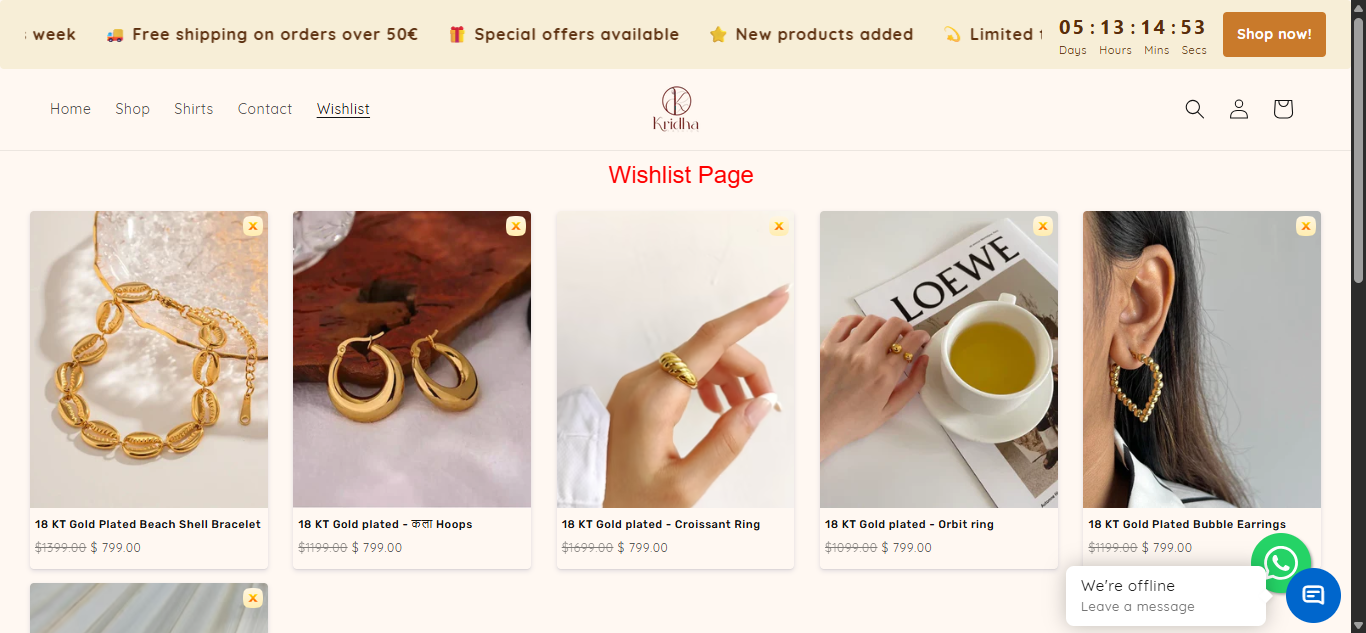 week 🚚 Free shipping on orders over 50€ 🎁 Special offers available ⭐ New products added 💫 Limited
05 : 13 : 14 : 53
Days Hours Mins Secs
Shop now!
Home Shop Shirts Contact Wishlist
Kridha
Wishlist Page
x x x x x
LOEWE
18 KT Gold Plated Beach Shell Bracelet
$1399.00 $ 799.00
18 KT Gold plated - कला Hoops
$1199.00 $ 799.00
18 KT Gold plated - Croissant Ring
$1699.00 $ 799.00
18 KT Gold plated - Orbit ring
$1099.00 $ 799.00
18 KT Gold Plated Bubble Earrings
$1199.00 $ 799.00
x
We're offline
Leave a message